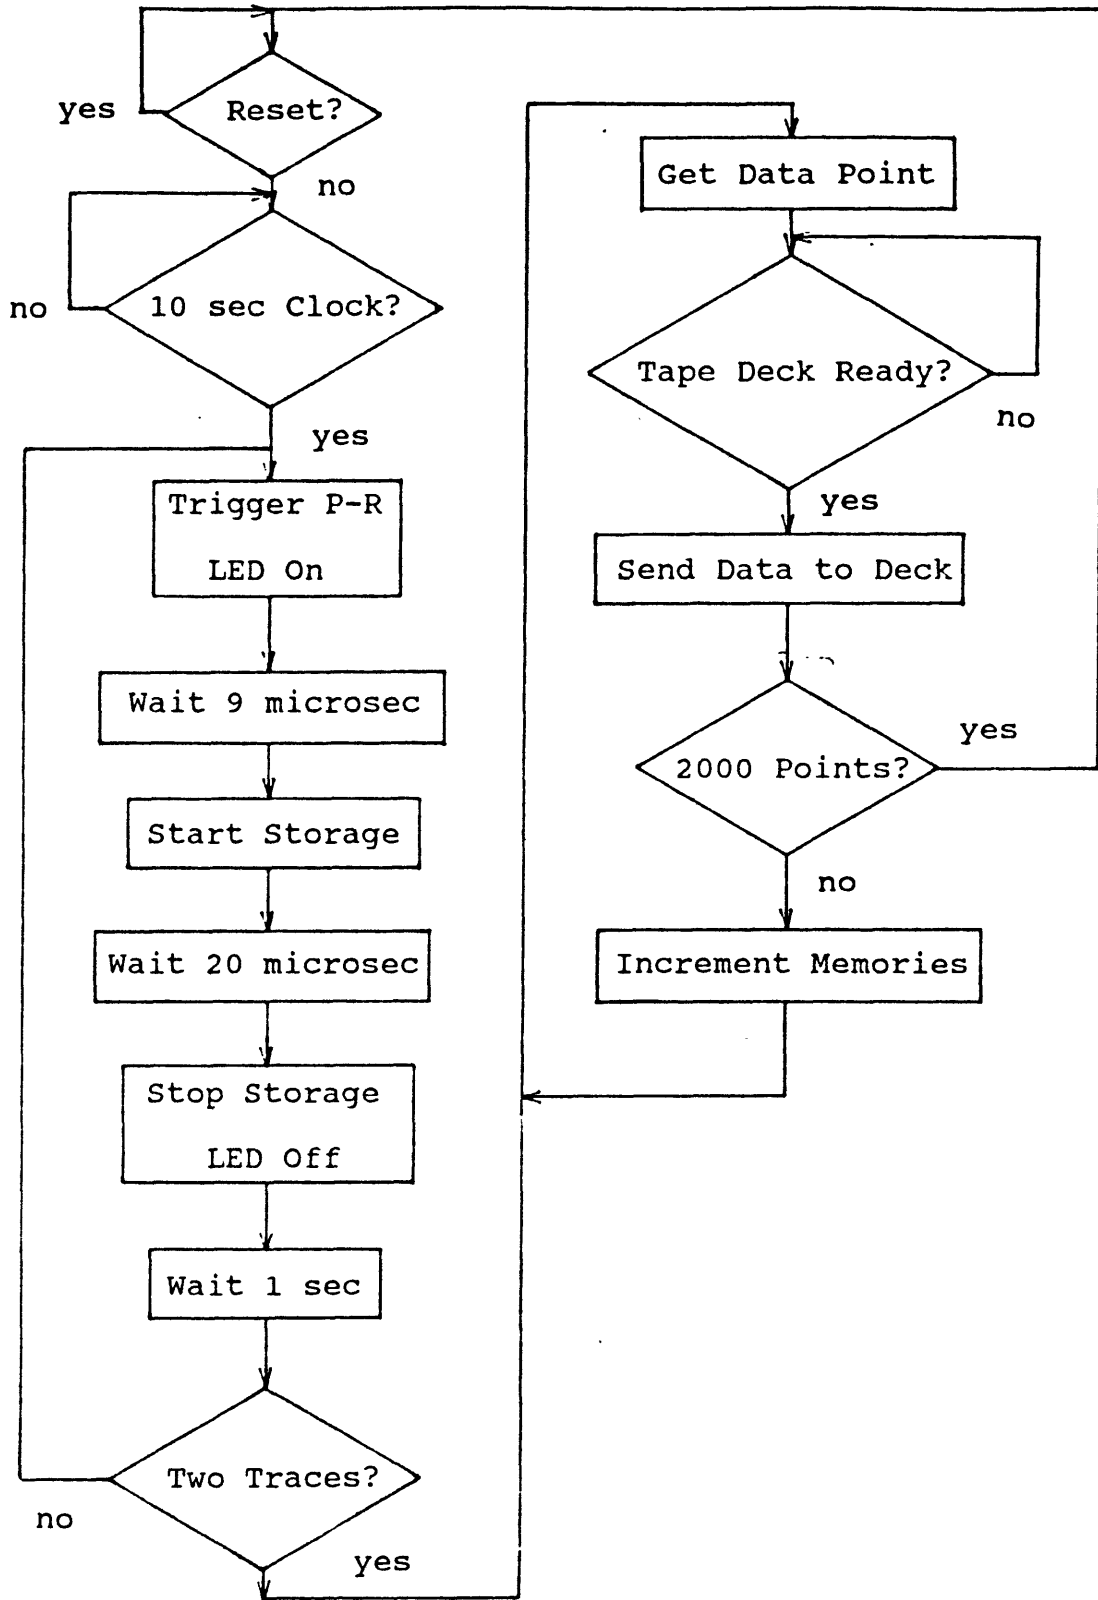 Reset?
yes
no
10 sec Clock?
no
yes
Trigger P-R
LED On
Wait 9 microsec
Start Storage
Wait 20 microsec
Stop Storage
LED Off
Wait 1 sec
Two Traces?
no
yes
Get Data Point
Tape Deck Ready?
no
yes
Send Data to Deck
2000 Points?
yes
no
Increment Memories